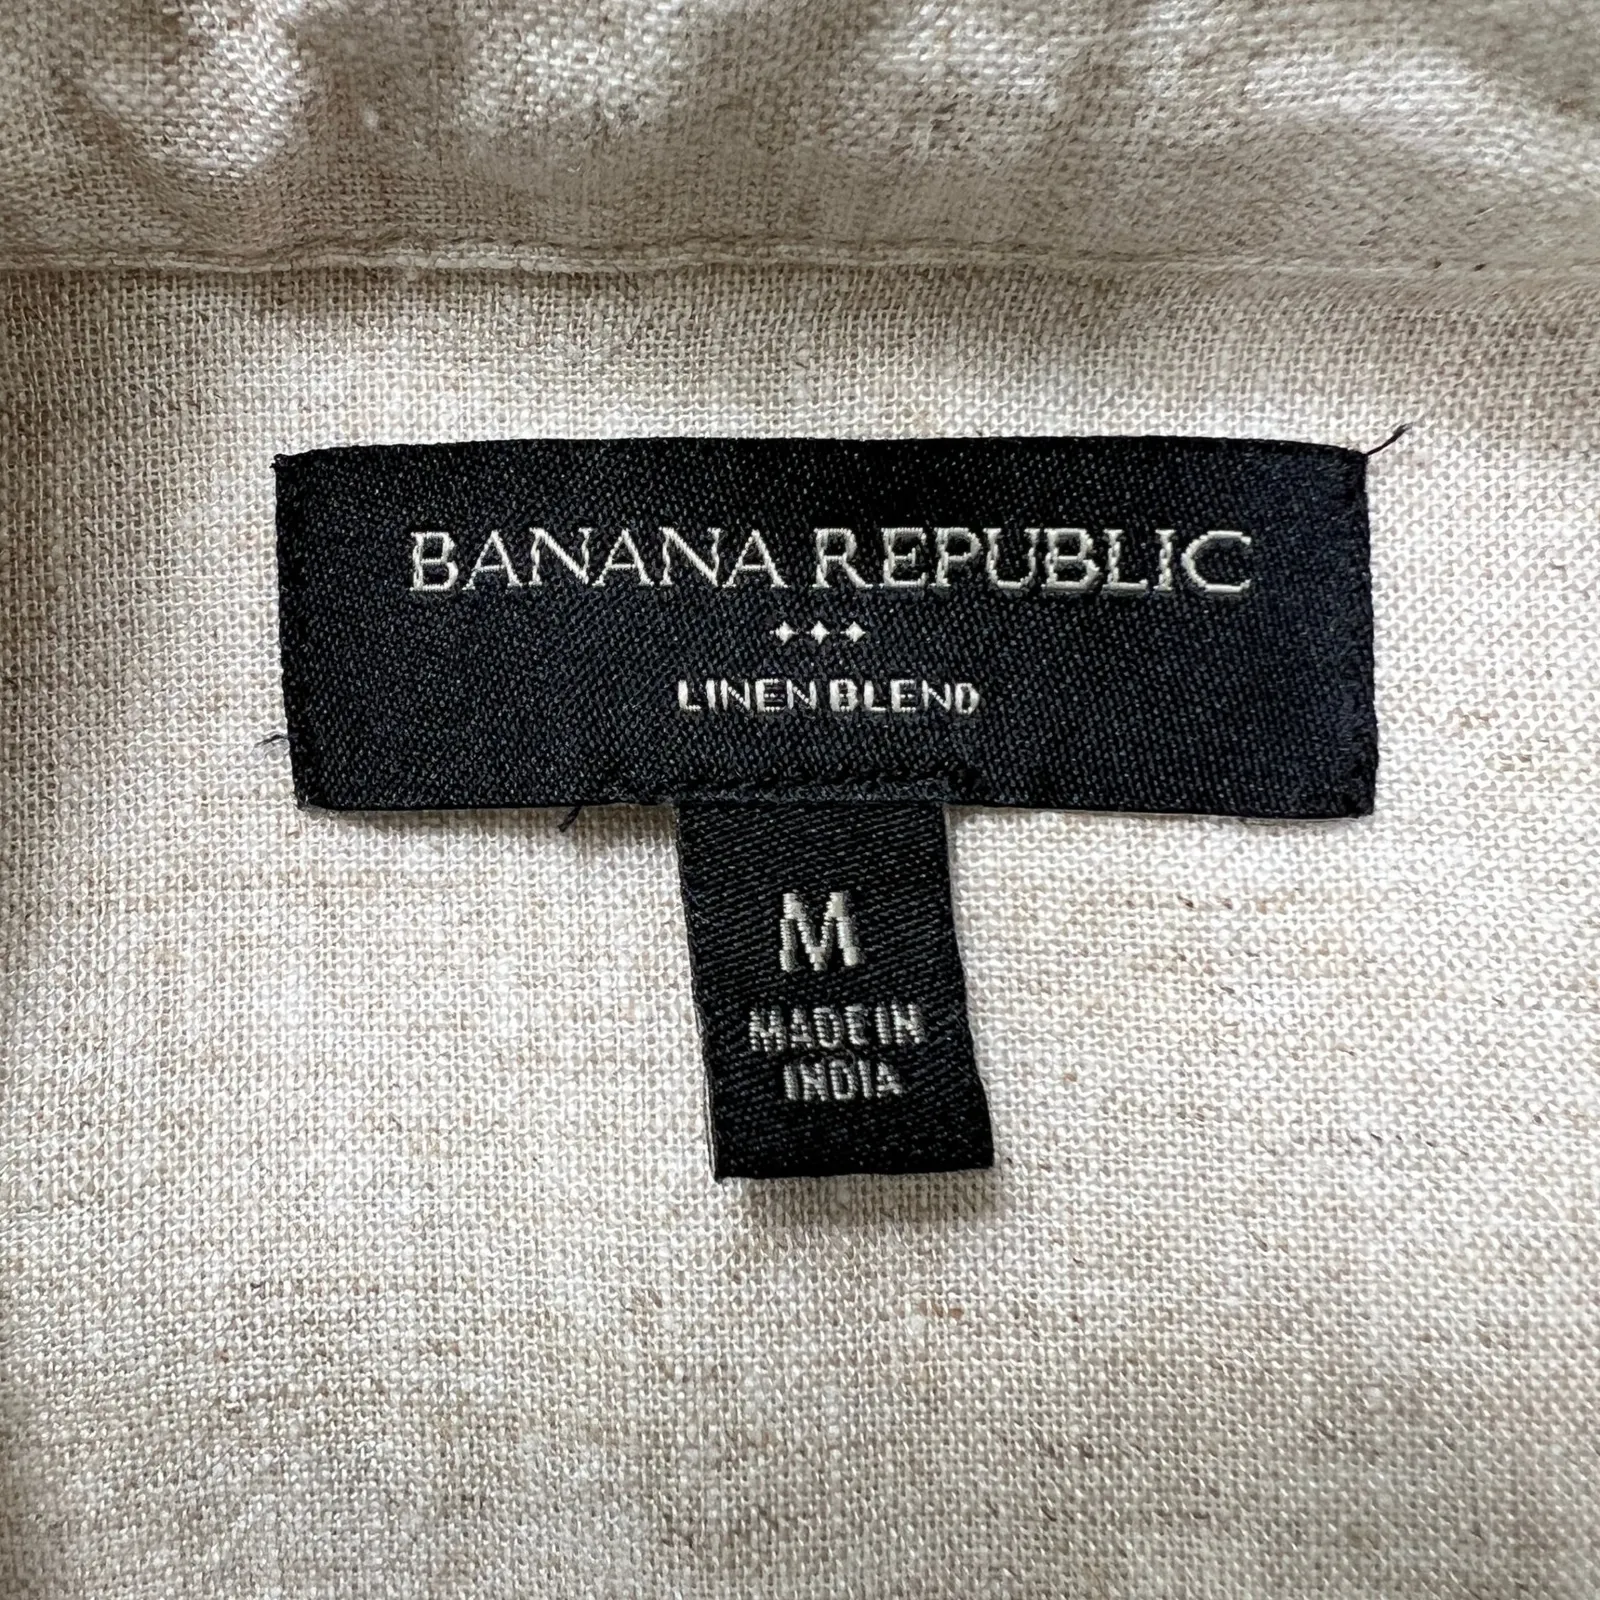 BANANA REPUBLIC
LINEN BLEND
M
MADE IN
INDIA